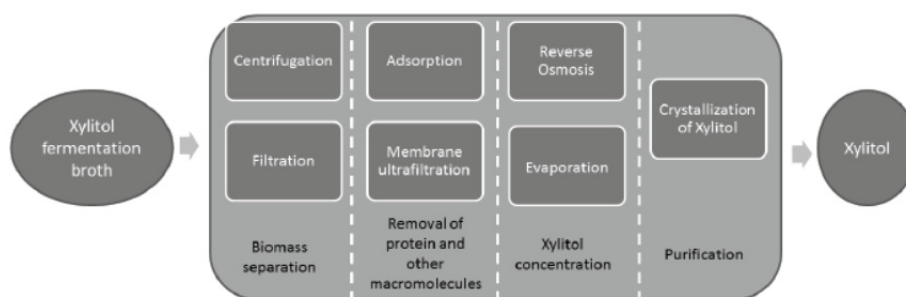 Xylitol
fermentation
broth
Centrifugation
Filtration
Biomass
separation
Adsorption
Membrane
ultrafiltration
Removal of
protein and
other
macromolecules
Reverse
Osmosis
Evaporation
Xylitol
concentration
Crystallization
of Xylitol
Purification
Xylitol